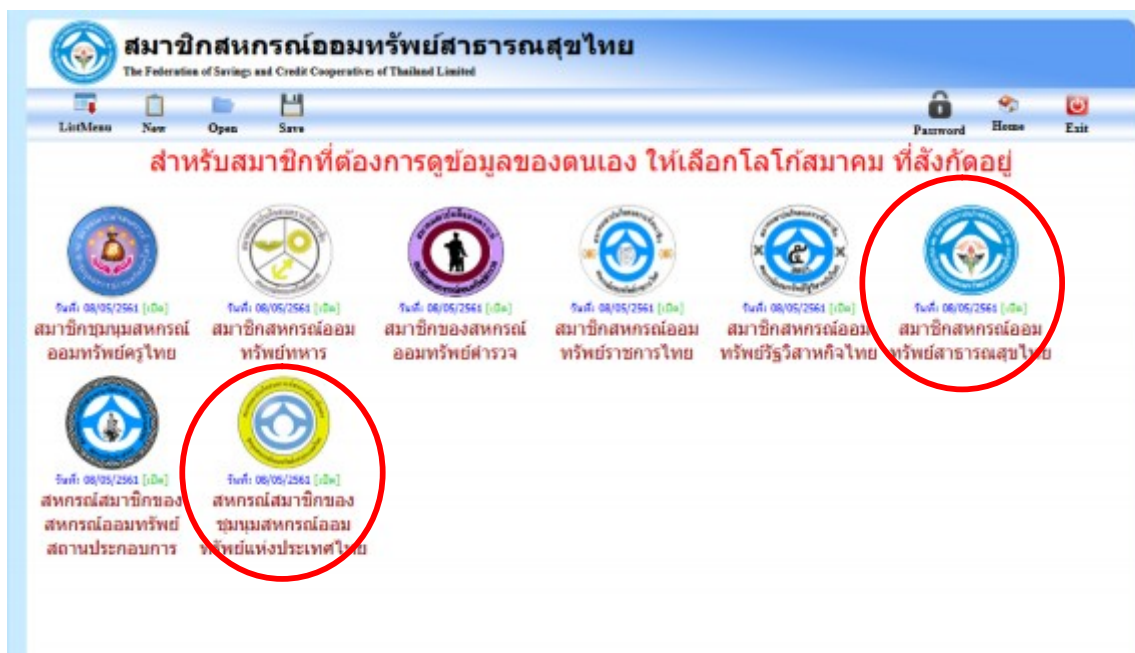 สมาชิกสหกรณ์ออมทรัพย์สาธารณสุขไทย
The Federation of Savings and Credit Cooperatives of Thailand Limited
ListMenu New Open Save Password Home Exit
สำหรับสมาชิกที่ต้องการดูข้อมูลของตนเอง ให้เลือกโลโก้สมาคม ที่สังกัดอยู่
วันที่: 08/05/2561 [เปิด] วันที่: 08/05/2561 [เปิด] วันที่: 08/05/2561 [เปิด] วันที่: 08/05/2561 [เปิด] วันที่: 08/05/2561 [เปิด] วันที่: 08/05/2561 [เปิด]
สมาชิกชุมนุมสหกรณ์ สมาชิกสหกรณ์ออม สมาชิกของสหกรณ์ สมาชิกสหกรณ์ออม สมาชิกสหกรณ์ออม สมาชิกสหกรณ์ออม
ออมทรัพย์ครูไทย ทรัพย์ทหาร ออมทรัพย์ตำรวจ ทรัพย์ราชการไทย ทรัพย์รัฐวิสาหกิจไทย ทรัพย์สาธารณสุขไทย
วันที่: 08/05/2561 [เปิด] วันที่: 08/05/2561 [เปิด]
สหกรณ์สมาชิกของ สหกรณ์สมาชิกของ
สหกรณ์ออมทรัพย์ ชุมนุมสหกรณ์ออม
สถานประกอบการ ทรัพย์แห่งประเทศไทย